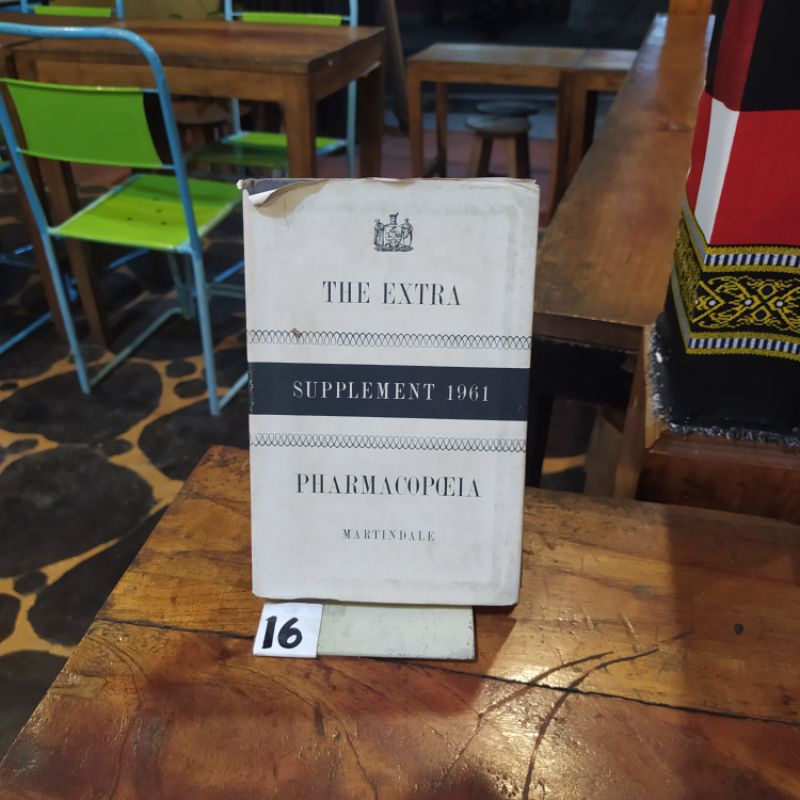 THE EXTRA
SUPPLEMENT 1961
PHARMACOPŒIA
MARTINDALE
16